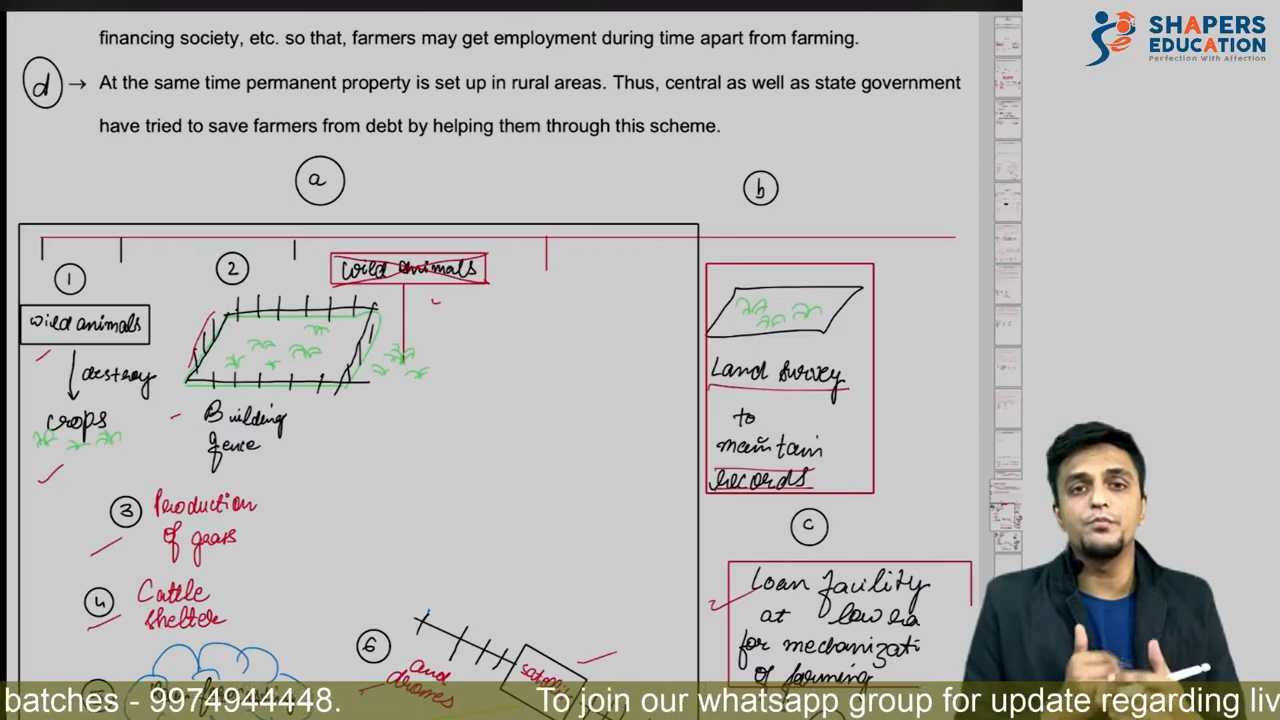 SHAPERS
EDUCATION
Perfection With Affection
financing society, etc. so that, farmers may get employment during time apart from farming.
d → At the same time permanent property is set up in rural areas. Thus, central as well as state government
have tried to save farmers from debt by helping them through this scheme.
a
b
1
2
wild animals
wild animals
destroy
crops
Building
fence
Land survey
to
maintain
records
3
Production
of gears
4
Cattle
shelter
c
Loan facility
at
for
of farming
6
and
drones
batches - 9974944448.
To join our whatsapp group for update regarding liv